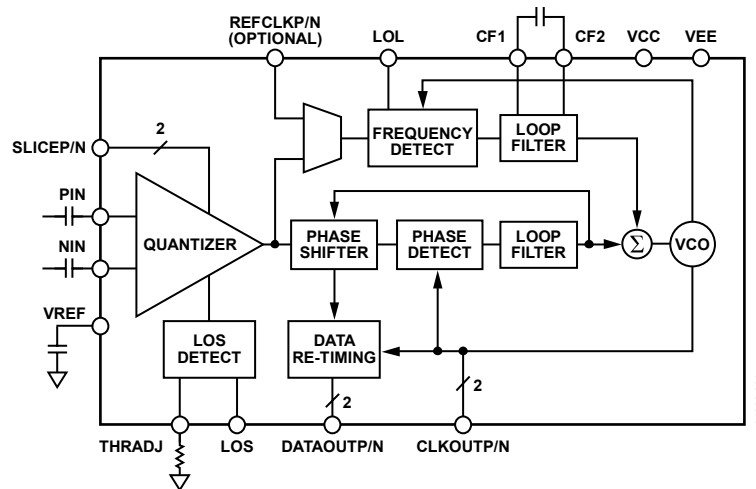 REFCLKP/N
(OPTIONAL)
LOL
CF1
CF2
VCC
VEE
2
SLICEP/N
FREQUENCY
DETECT
LOOP
FILTER
PIN
QUANTIZER
PHASE
SHIFTER
PHASE
DETECT
LOOP
FILTER
Σ
VCO
NIN
VREF
LOS
DETECT
DATA
RE-TIMING
2
2
THRADJ
LOS
DATAOUTP/N
CLKOUTP/N